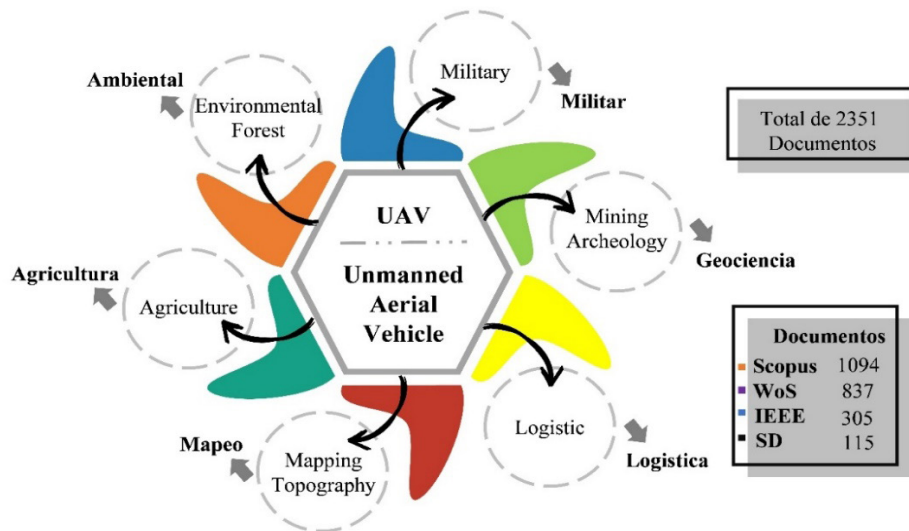 Military
Militar
Ambiental
Environmental
Forest
Total de 2351
Documentos
UAV
Unmanned
Aerial
Vehicle
Mining
Archeology
Geociencia
Agricultura
Agriculture
Documentos
Scopus 1094
WoS 837
IEEE 305
SD 115
Logistic
Logistica
Mapeo
Mapping
Topography